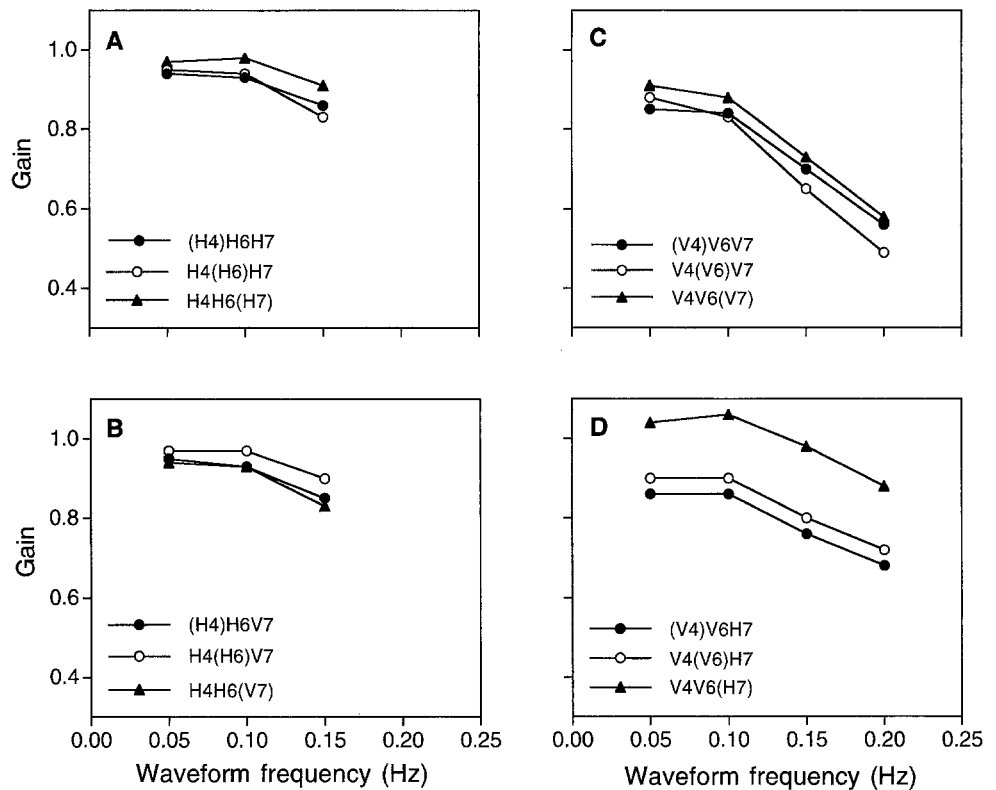 A
1.0
0.8
0.6
0.4
Gain
(H4)H6H7
H4(H6)H7
H4H6(H7)
C
(V4)V6V7
V4(V6)V7
V4V6(V7)
B
1.0
0.8
0.6
0.4
Gain
(H4)H6V7
H4(H6)V7
H4H6(V7)
0.00 0.05 0.10 0.15 0.20
Waveform frequency (Hz)
D
(V4)V6H7
V4(V6)H7
V4V6(H7)
0.00 0.05 0.10 0.15 0.20 0.25
Waveform frequency (Hz)